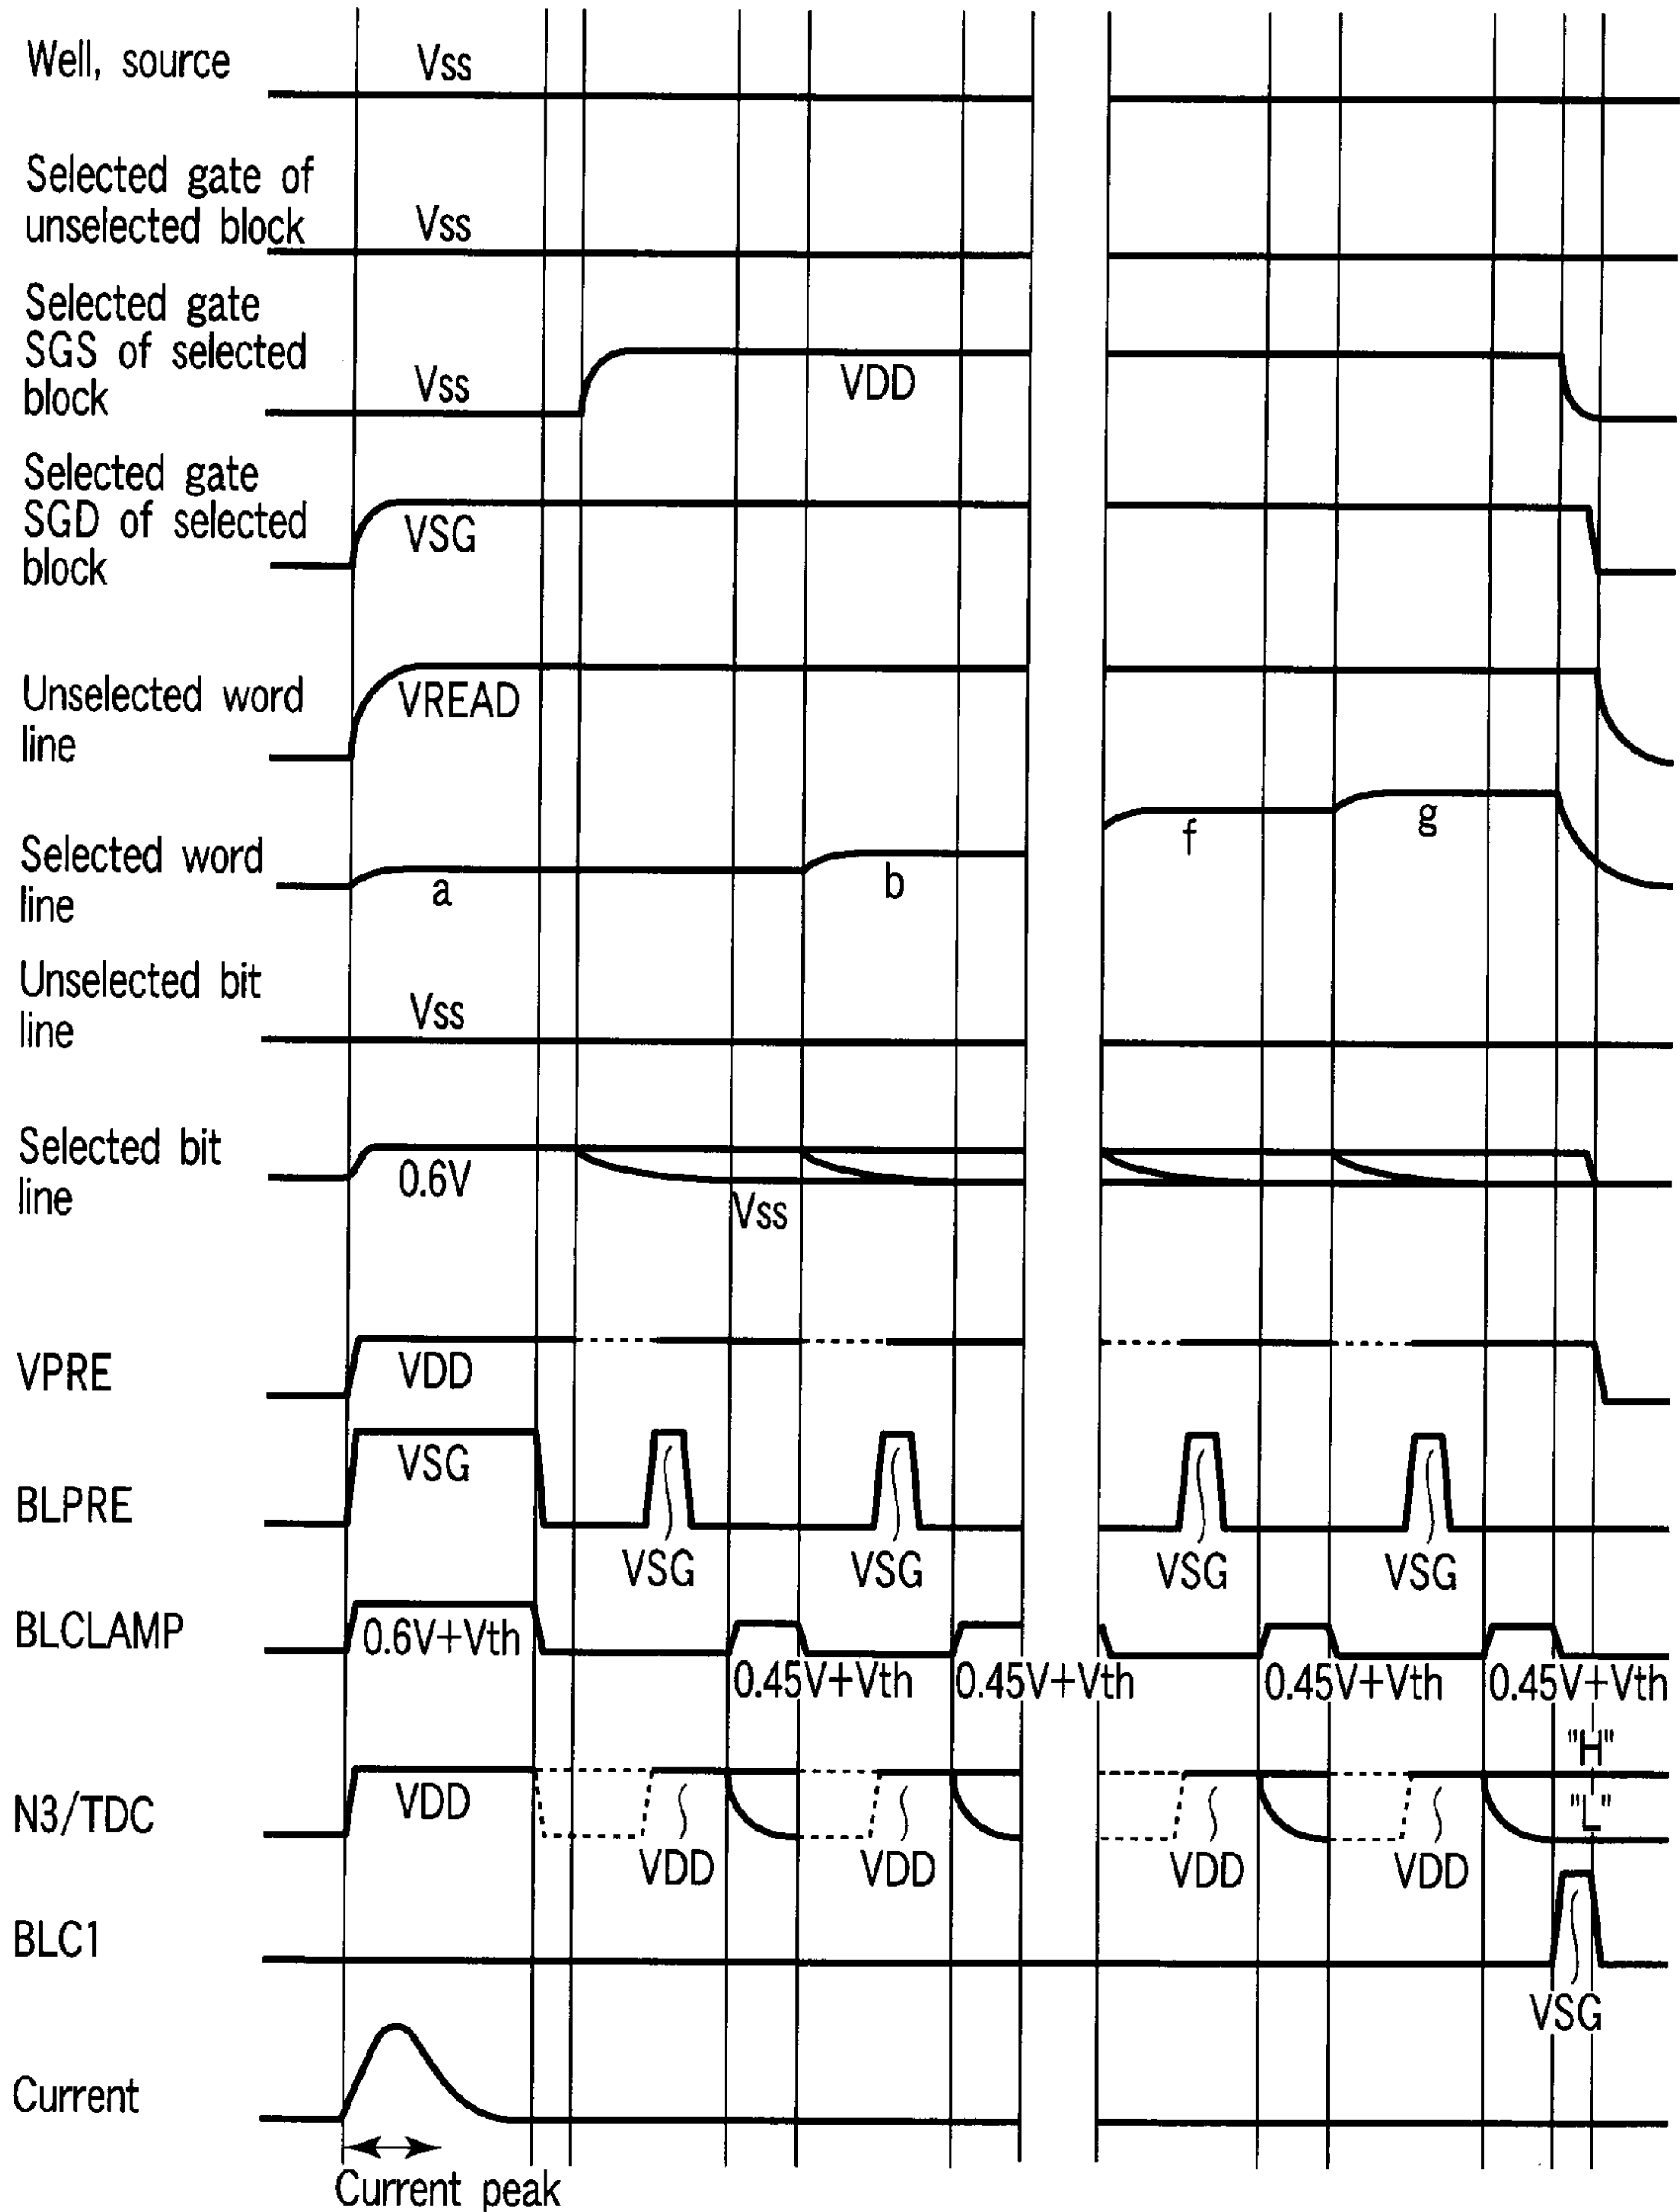 Well, source
Vss
Selected gate of
unselected block
Vss
Selected gate
SGS of selected
block
Vss
VDD
Selected gate
SGD of selected
block
VSG
Unselected word
line
VREAD
Selected word
line
a
b
f
g
Unselected bit
line
Vss
Selected bit
line
0.6V
Vss
VPRE
VDD
BLPRE
VSG
VSG
VSG
VSG
VSG
BLCLAMP
0.6V+Vth
0.45V+Vth
0.45V+Vth
0.45V+Vth
0.45V+Vth
N3/TDC
VDD
VDD
VDD
VDD
VDD
"H"
"L"
BLC1
VSG
Current
Current peak